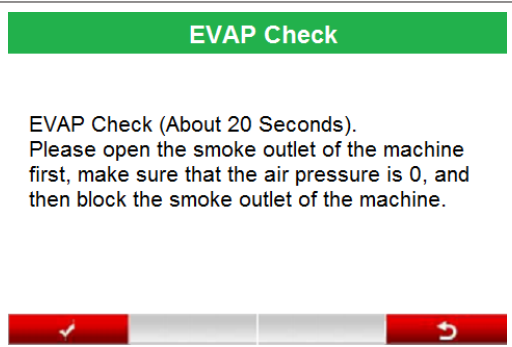 EVAP Check
EVAP Check (About 20 Seconds).
Please open the smoke outlet of the machine
first, make sure that the air pressure is 0, and
then block the smoke outlet of the machine.